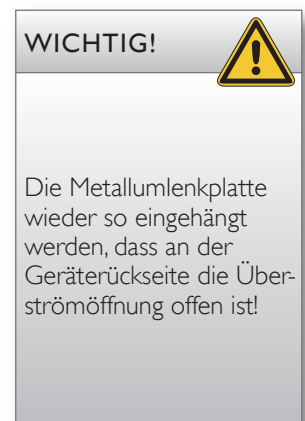 WICHTIG!
Die Metallumlenkplatte
wieder so eingehängt
werden, dass an der
Geräterückseite die Über-
strömöffnung offen ist!